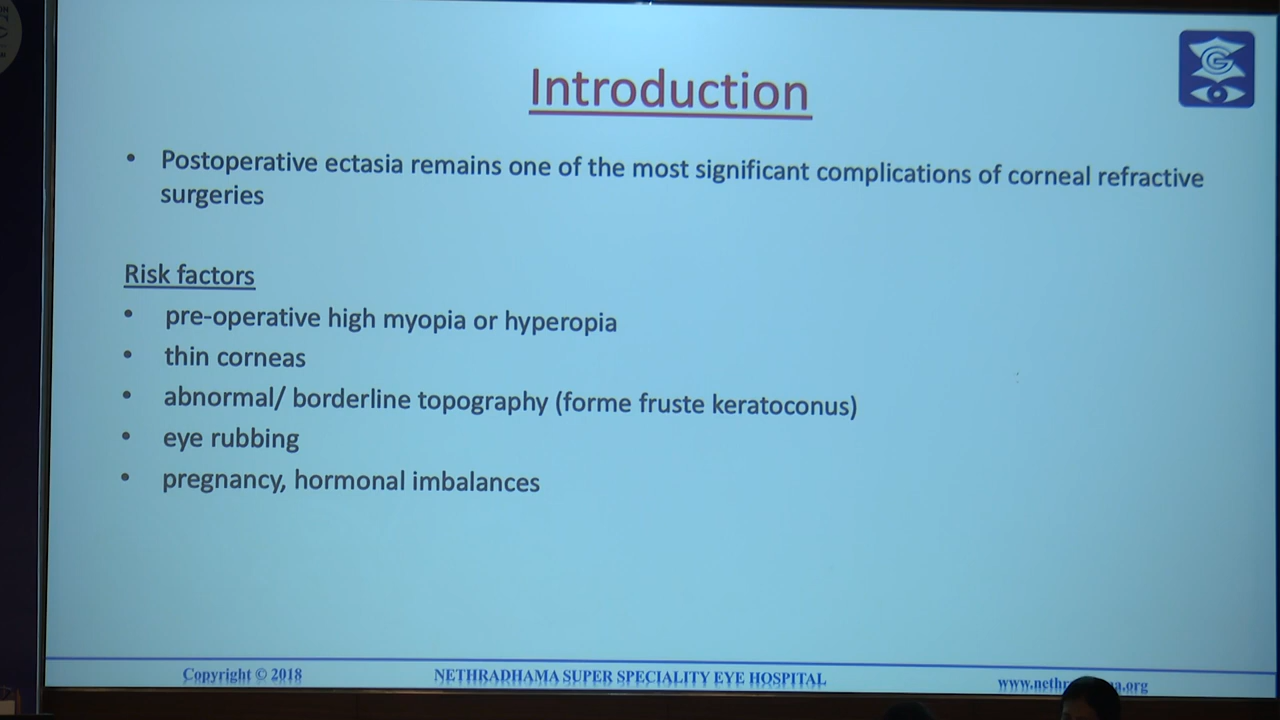 Introduction
• Postoperative ectasia remains one of the most significant complications of corneal refractive
surgeries
Risk factors
• pre-operative high myopia or hyperopia
• thin corneas
• abnormal/ borderline topography (forme fruste keratoconus)
• eye rubbing
• pregnancy, hormonal imbalances
Copyright © 2018 NETHRADHAMA SUPER SPECIALITY EYE HOSPITAL